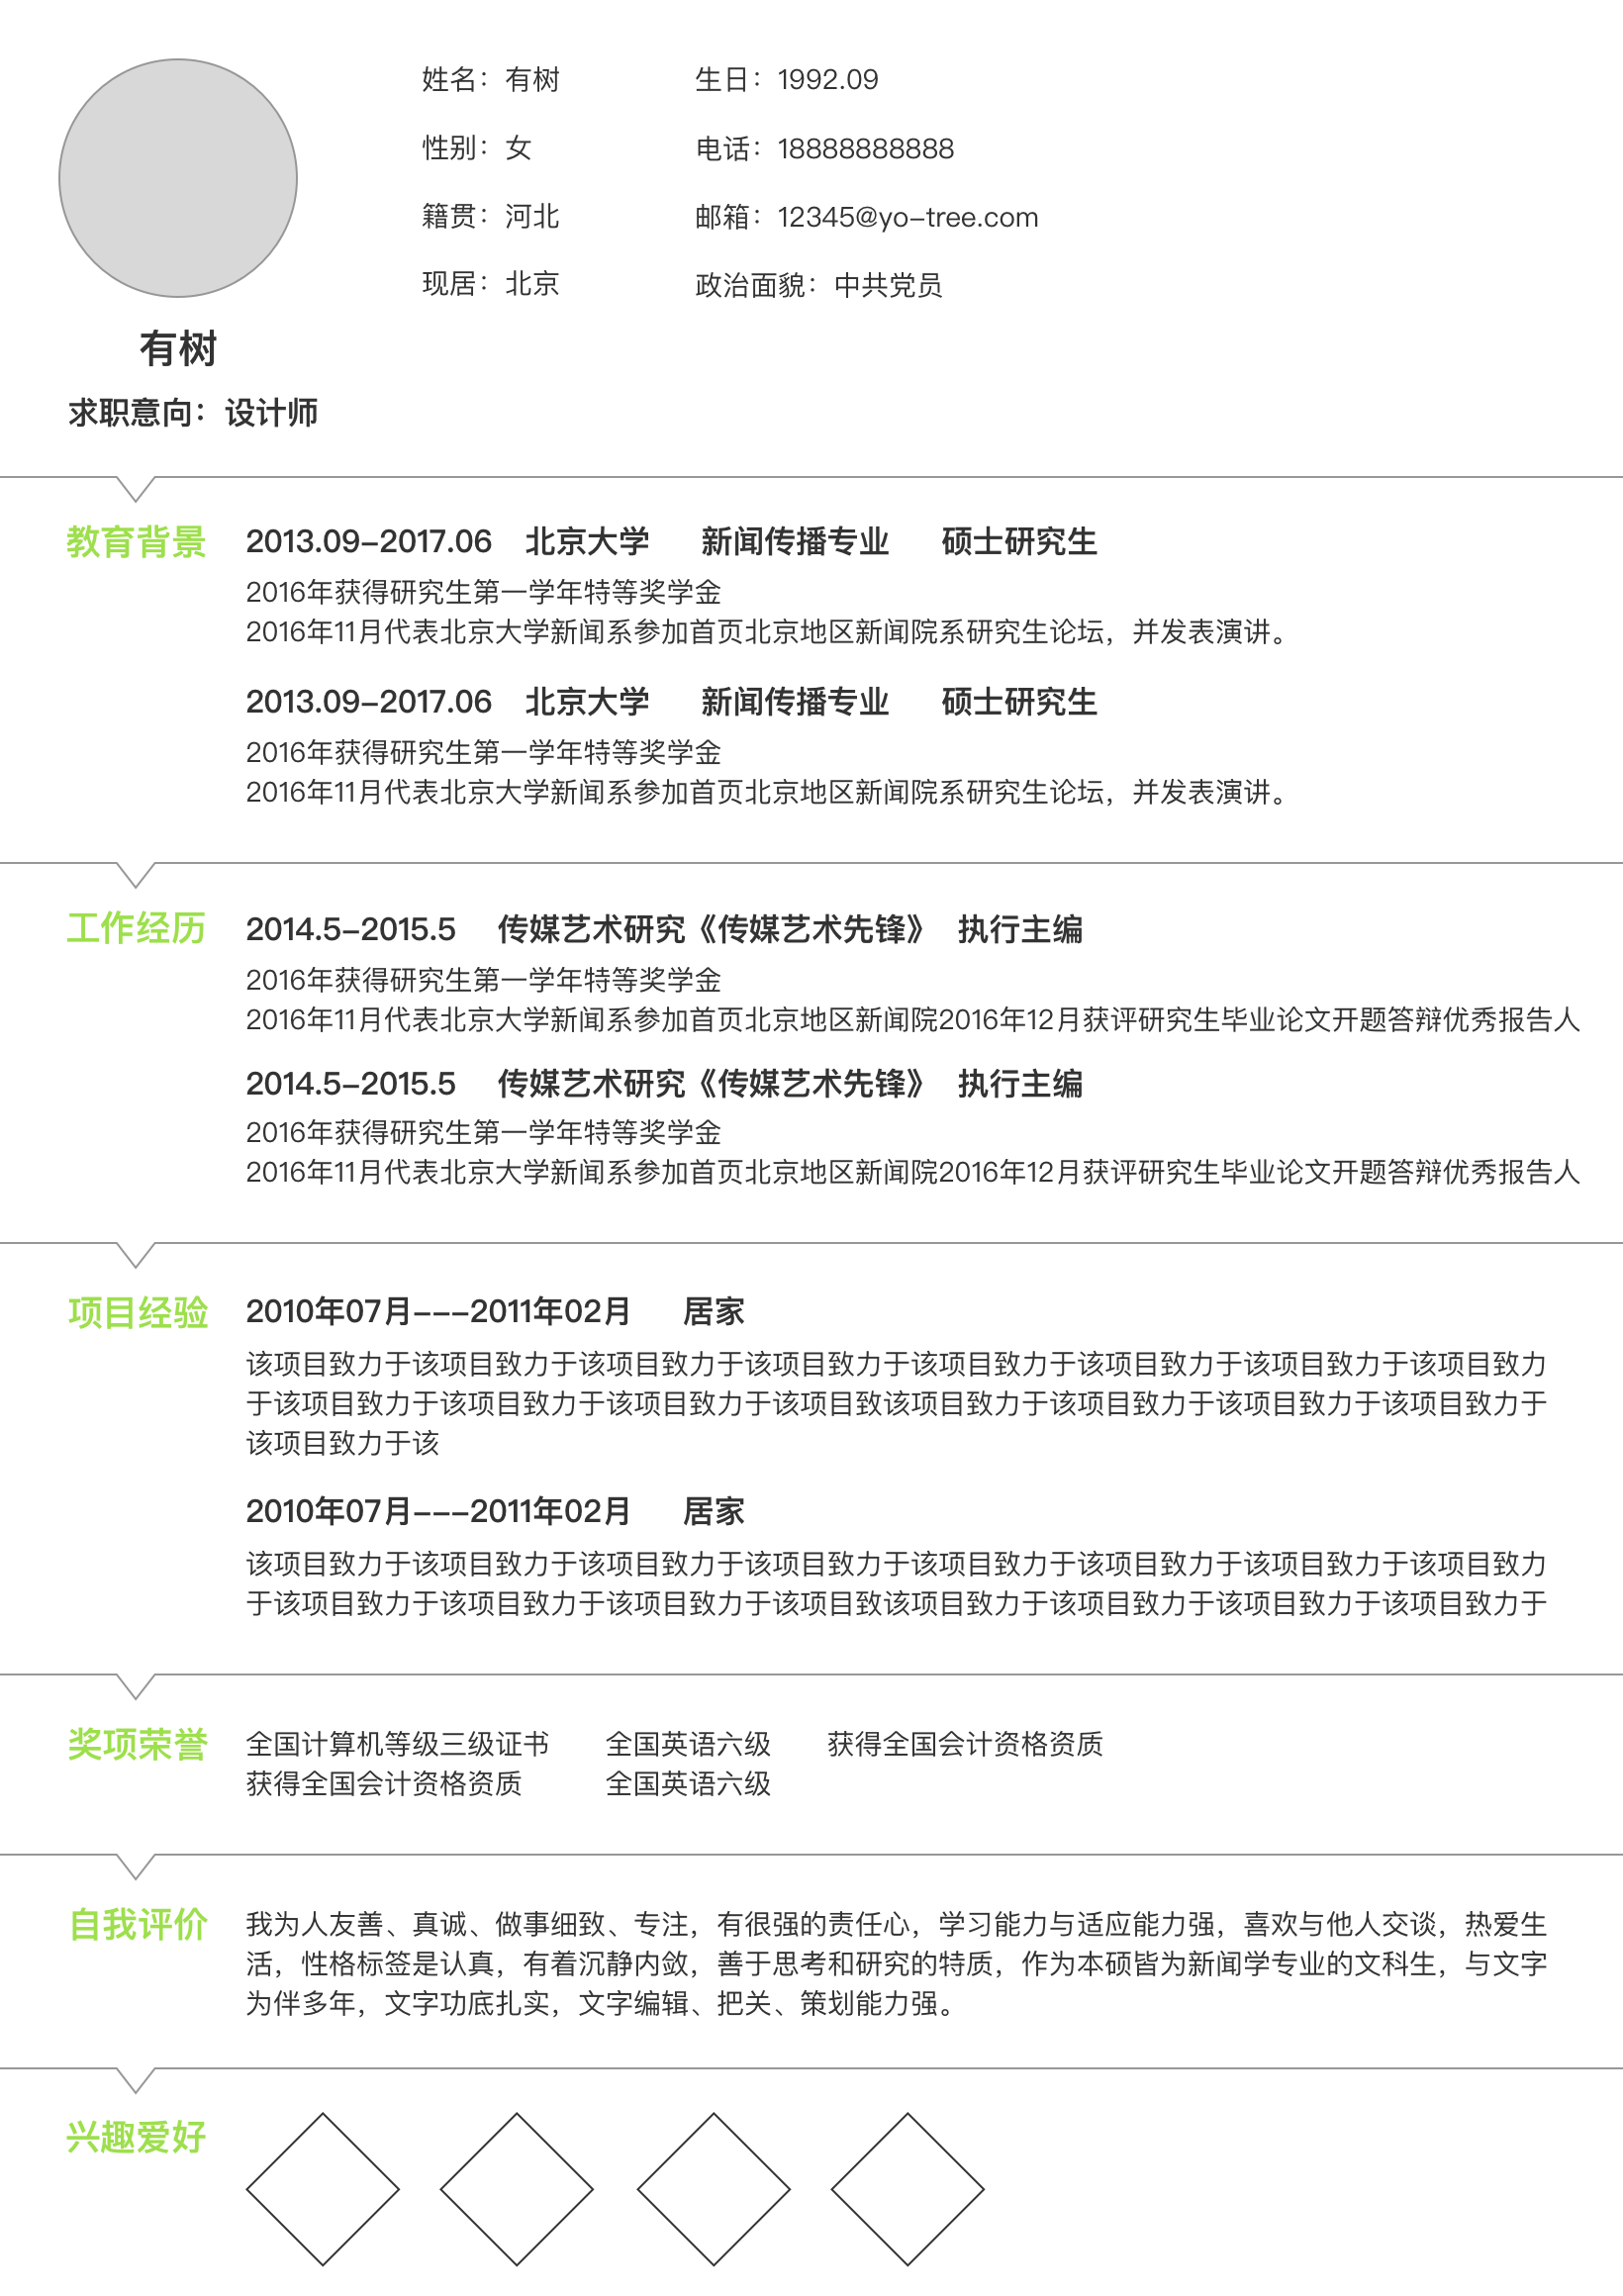 姓名：有树 生日：1992.09
性别：女 电话：18888888888
籍贯：河北 邮箱：12345@yo-tree.com
现居：北京 政治面貌：中共党员
有树
求职意向：设计师
教育背景 2013.09-2017.06 北京大学 新闻传播专业 硕士研究生
2016年获得研究生第一学年特等奖学金
2016年11月代表北京大学新闻系参加首页北京地区新闻院系研究生论坛，并发表演讲。
2013.09-2017.06 北京大学 新闻传播专业 硕士研究生
2016年获得研究生第一学年特等奖学金
2016年11月代表北京大学新闻系参加首页北京地区新闻院系研究生论坛，并发表演讲。
工作经历 2014.5-2015.5 传媒艺术研究《传媒艺术先锋》 执行主编
2016年获得研究生第一学年特等奖学金
2016年11月代表北京大学新闻系参加首页北京地区新闻院2016年12月获评研究生毕业论文开题答辩优秀报告人
2014.5-2015.5 传媒艺术研究《传媒艺术先锋》 执行主编
2016年获得研究生第一学年特等奖学金
2016年11月代表北京大学新闻系参加首页北京地区新闻院2016年12月获评研究生毕业论文开题答辩优秀报告人
项目经验 2010年07月---2011年02月 居家
该项目致力于该项目致力于该项目致力于该项目致力于该项目致力于该项目致力于该项目致力于该项目致力
于该项目致力于该项目致力于该项目致力于该项目致该项目致力于该项目致力于该项目致力于该项目致力于
该项目致力于该
2010年07月---2011年02月 居家
该项目致力于该项目致力于该项目致力于该项目致力于该项目致力于该项目致力于该项目致力于该项目致力
于该项目致力于该项目致力于该项目致力于该项目致该项目致力于该项目致力于该项目致力于该项目致力于
奖项荣誉 全国计算机等级三级证书 全国英语六级 获得全国会计资格资质
获得全国会计资格资质 全国英语六级
自我评价 我为人友善、真诚、做事细致、专注，有很强的责任心，学习能力与适应能力强，喜欢与他人交谈，热爱生
活，性格标签是认真，有着沉静内敛，善于思考和研究的特质，作为本硕皆为新闻学专业的文科生，与文字
为伴多年，文字功底扎实，文字编辑、把关、策划能力强。
兴趣爱好